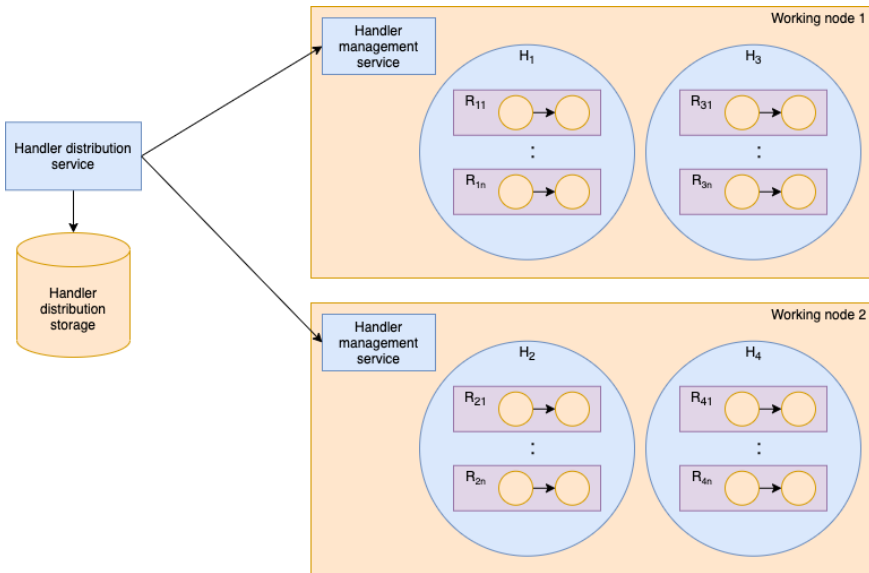 Handler distribution
service
Handler
distribution
storage
Working node 1
Handler
management
service
H₁
R₁₁
:
R₁ₙ
H₃
R₃₁
:
R₃ₙ
Working node 2
Handler
management
service
H₂
R₂₁
:
R₂ₙ
H₄
R₄₁
:
R₄ₙ